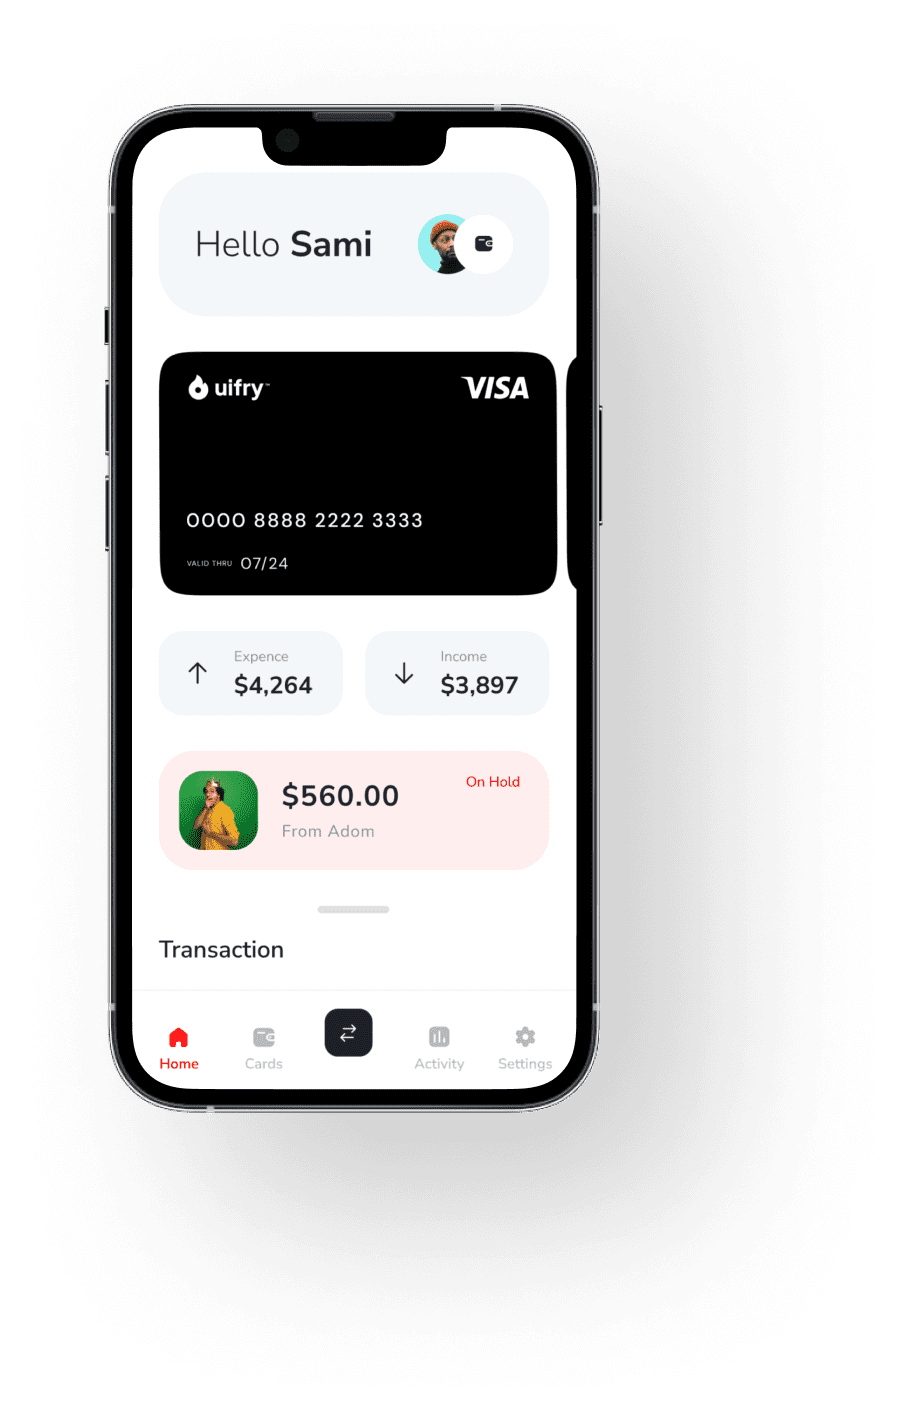 Hello Sami
uifry™
VISA
0000 8888 2222 3333
VALID THRU 07/24
Expence
$4,264
Income
$3,897
$560.00
On Hold
From Adom
Transaction
Home
Cards
Activity
Settings